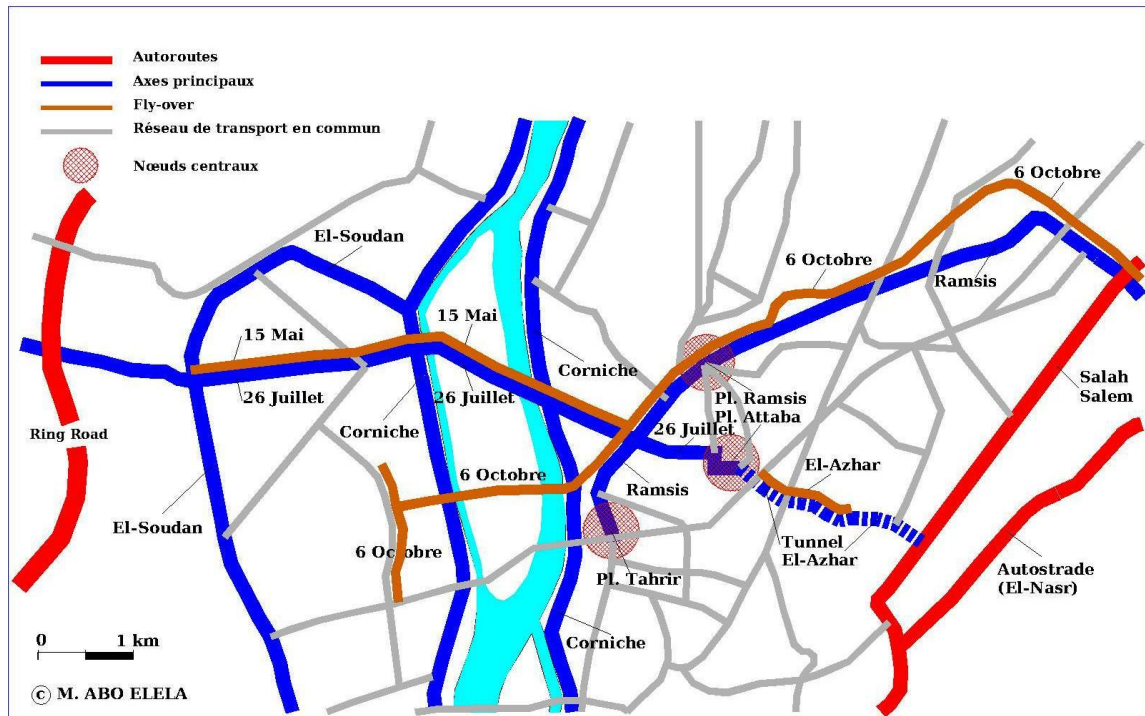 Autoroutes
Axes principaux
Fly-over
Réseau de transport en commun
Nœuds centraux
6 Octobre
El-Soudan
6 Octobre
Ramsis
15 Mai
15 Mai
Corniche
Salah
Salem
26 Juillet
26 Juillet
Pl. Ramsis
Pl. Attaba
Corniche
26 Juillet
Ring Road
El-Azhar
6 Octobre
Ramsis
El-Soudan
6 Octobre
Tunnel
El-Azhar
Pl. Tahrir
Autostrade
(El-Nasr)
0 1 km
Corniche
© M. ABO ELELA